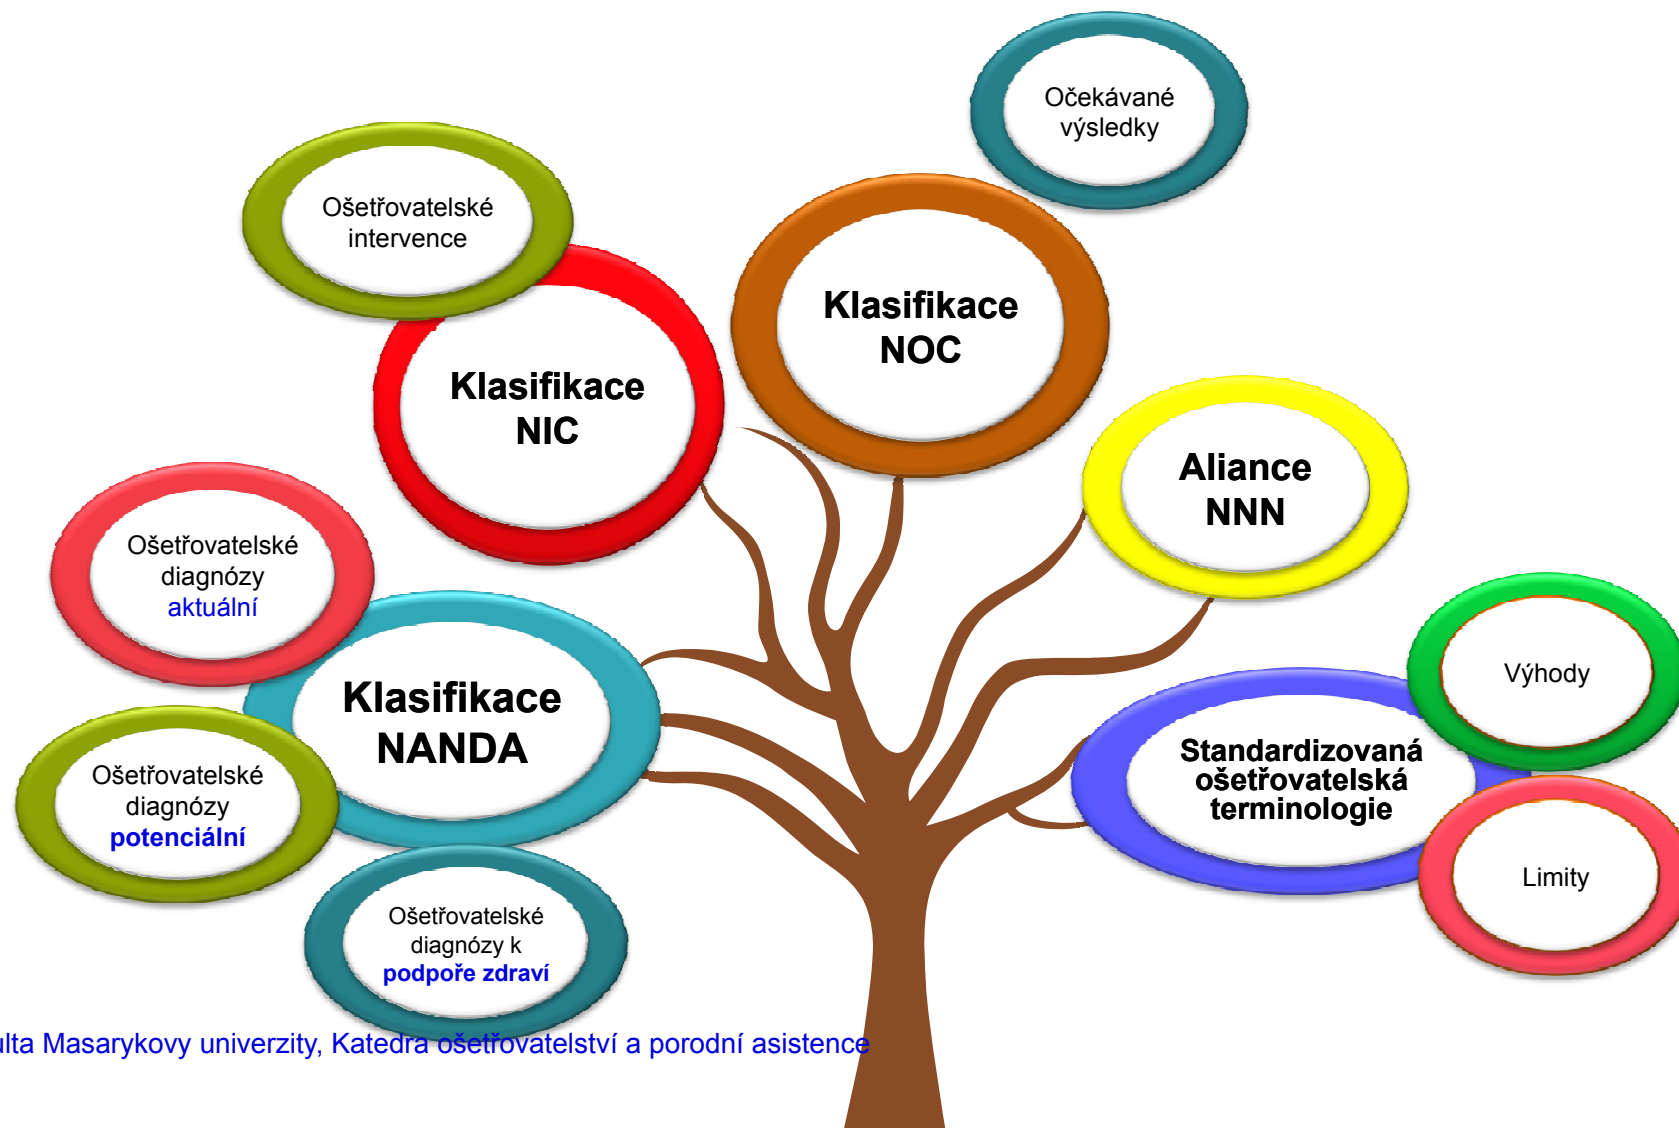 Očekávané
výsledky
Ošetřovatelské
intervence
Klasifikace
NOC
Klasifikace
NIC
Aliance
NNN
Ošetřovatelské
diagnózy
aktuální
Klasifikace
NANDA
Výhody
Standardizovaná
ošetřovatelská
terminologie
Ošetřovatelské
diagnózy
potenciální
Limity
Ošetřovatelské
diagnózy k
podpoře zdraví
ulta Masarykovy univerzity, Katedra ošetřovatelství a porodní asistence